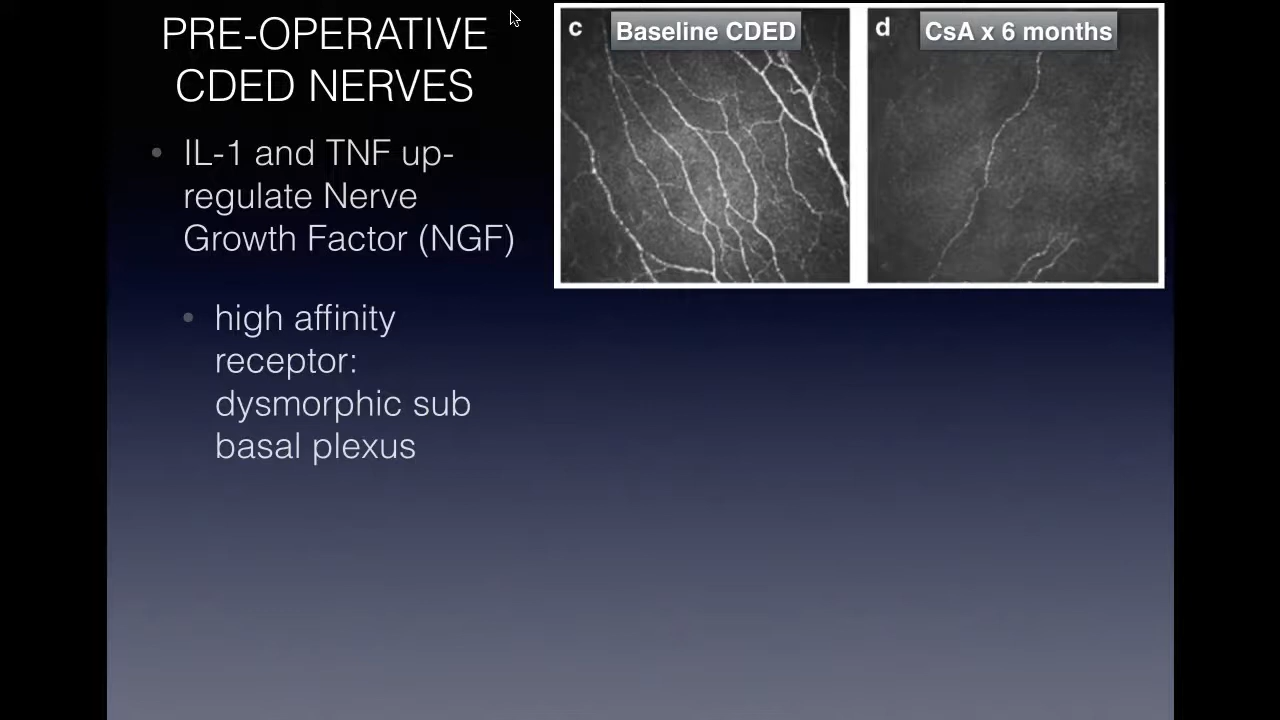 PRE-OPERATIVE
CDED NERVES
• IL-1 and TNF up-
regulate Nerve
Growth Factor (NGF)
• high affinity
receptor:
dysmorphic sub
basal plexus
c
Baseline CDED
d
CsA x 6 months